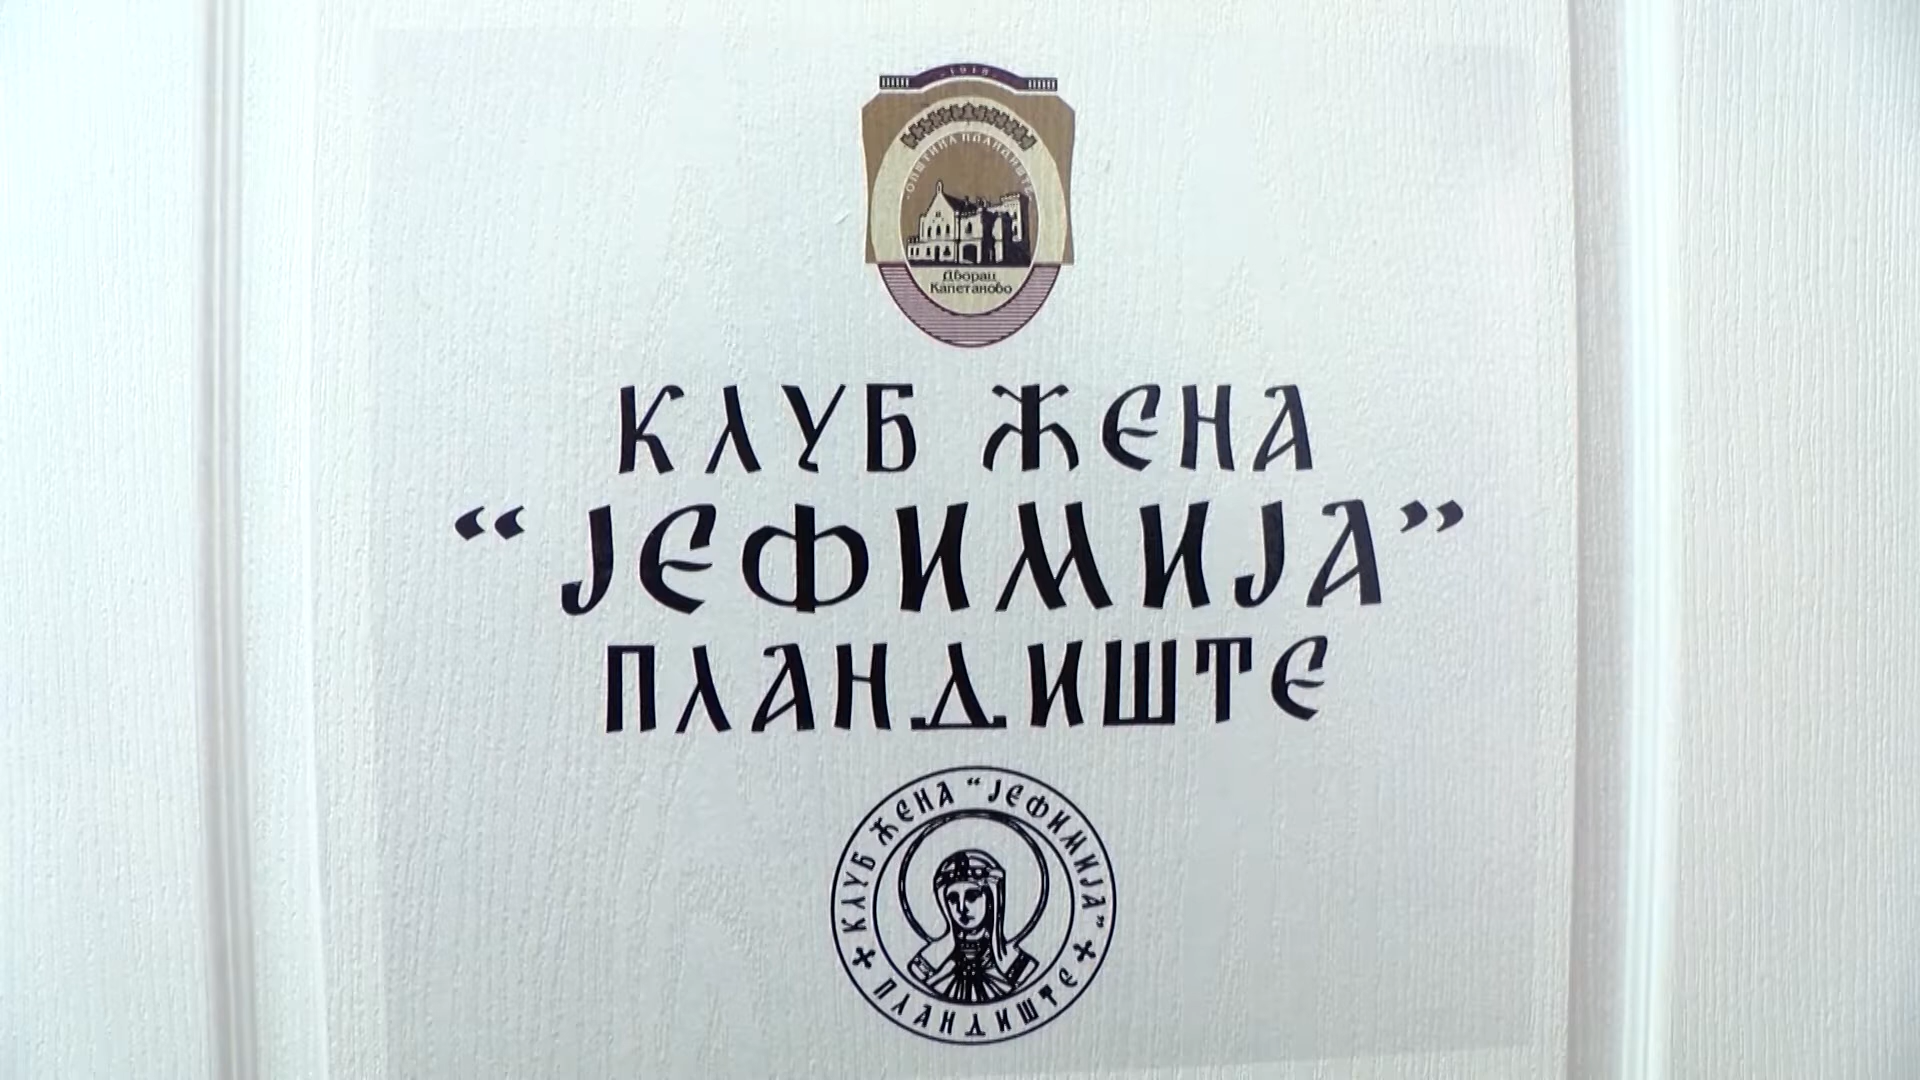 1918
ОПШТИНА ПЛАНДИШТЕ
Дворац
Капетаново
КЛУБ ЖЕНА
“ЈЕФИМИЈА”
ПЛАНДИШТЕ
КЛУБ ЖЕНА “ЈЕФИМИЈА”
ПЛАНДИШТЕ